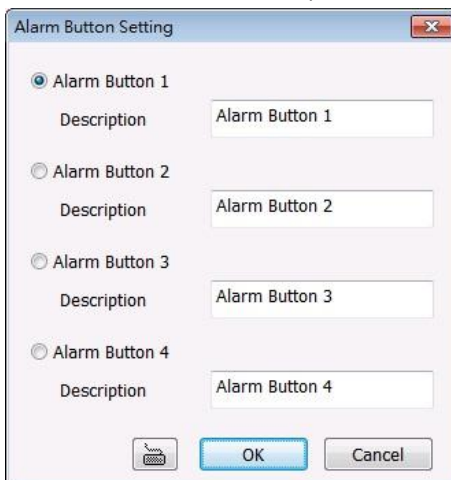 Alarm Button Setting
Alarm Button 1
Description Alarm Button 1
Alarm Button 2
Description Alarm Button 2
Alarm Button 3
Description Alarm Button 3
Alarm Button 4
Description Alarm Button 4
OK Cancel